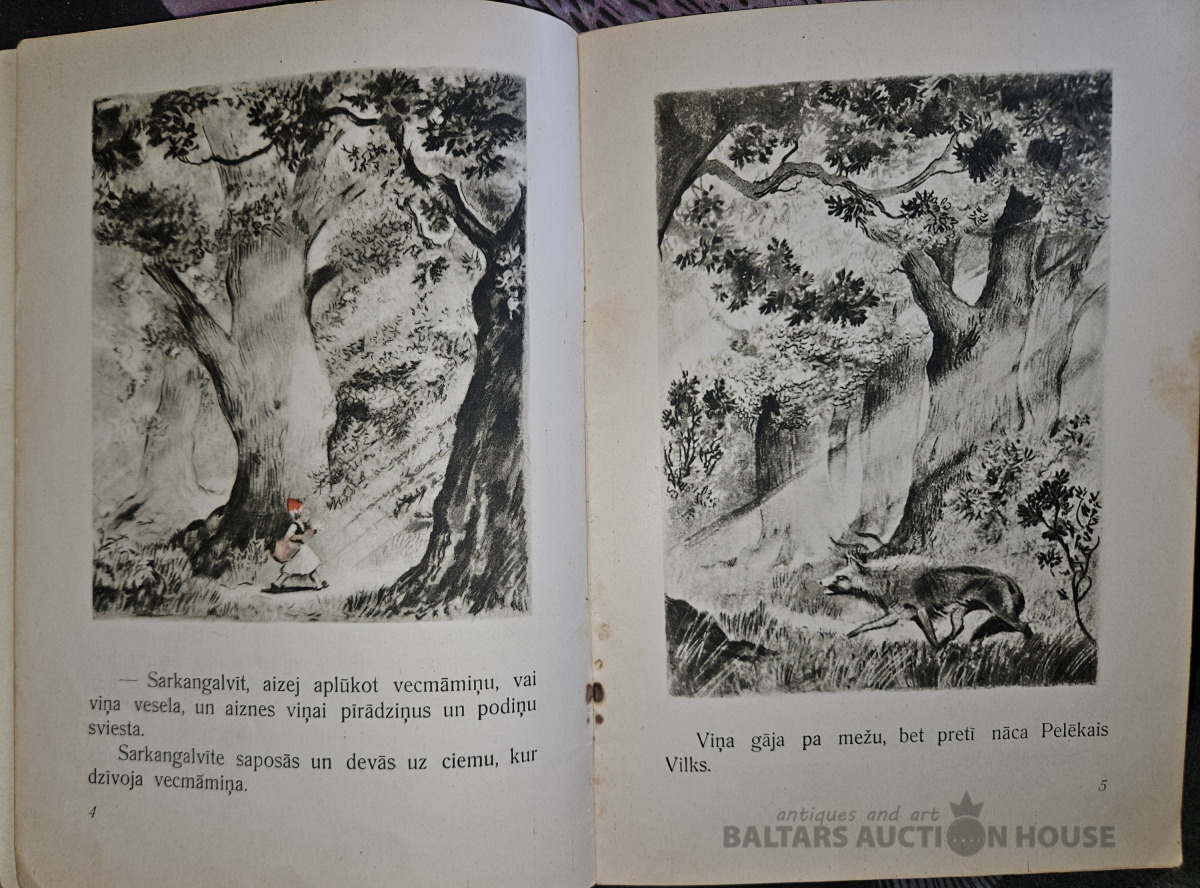 — Sarkangalvīt, aizej aplūkot vecmāmiņu, vai
viņa vesela, un aiznes viņai pīrādziņus un podiņu
sviesta.
Sarkangalvīte saposās un devās uz ciemu, kur
dzīvoja vecmāmiņa.
4
Viņa gāja pa mežu, bet pretī nāca Pelēkais
Vilks.
5
antiques and art
BALTARS AUCTION HOUSE